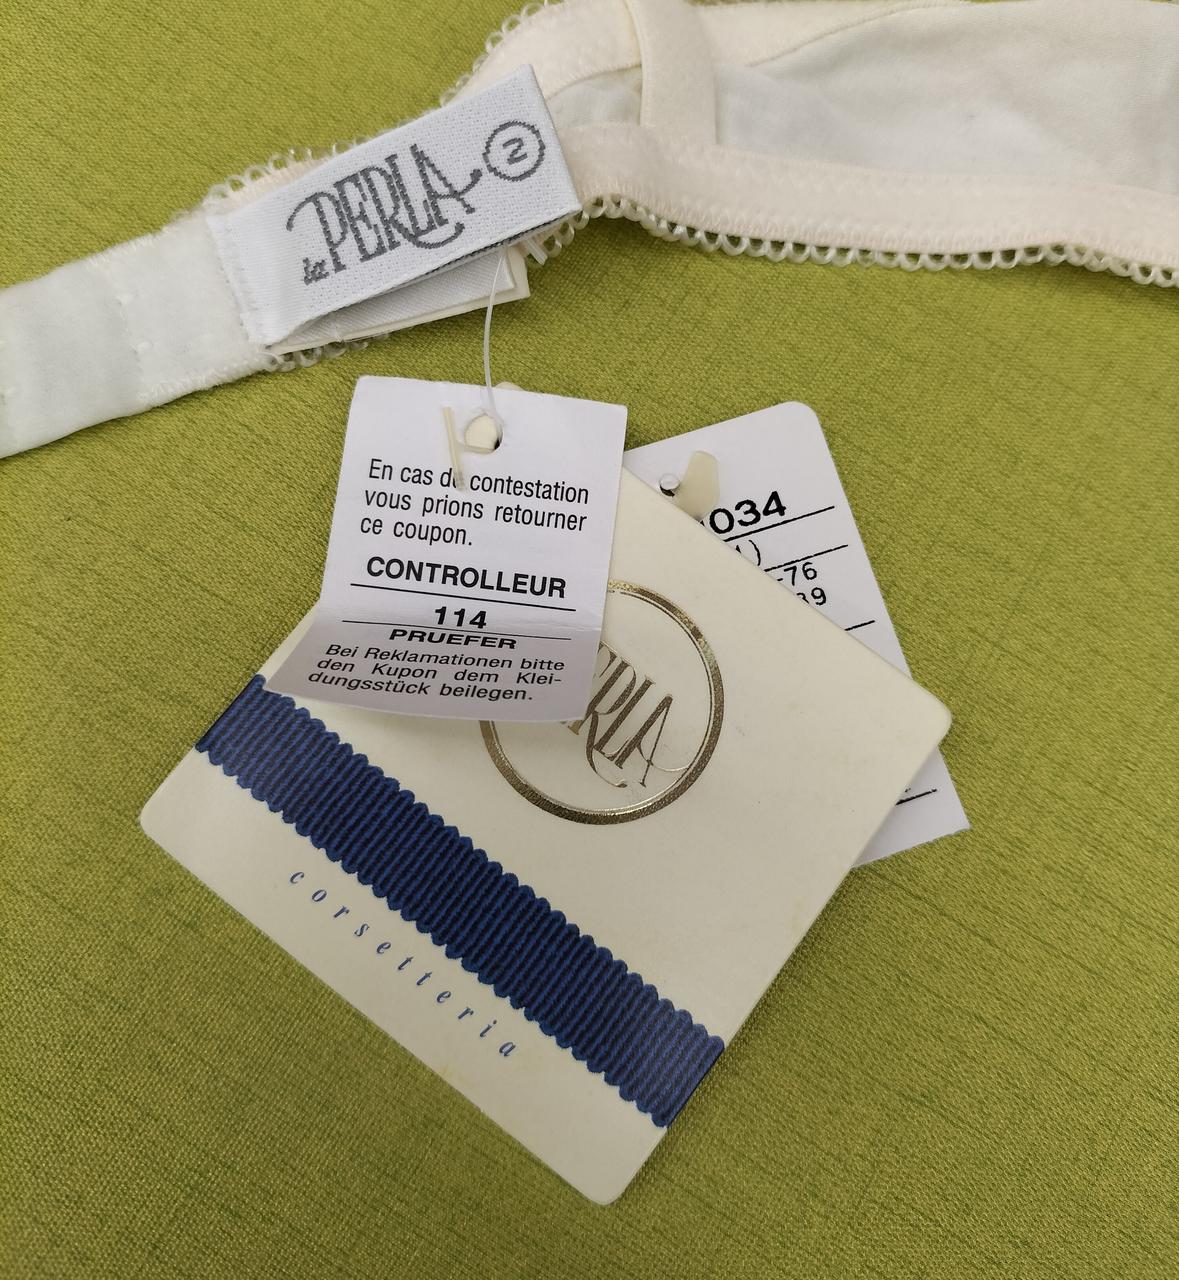 La PERLA 2
En cas de contestation
vous prions retourner
ce coupon.
CONTROLLEUR
114
PRUEFER
Bei Reklamationen bitte
den Kupon dem Klei-
dungsstück beilegen.
034
-76
PERLA
corsetteria